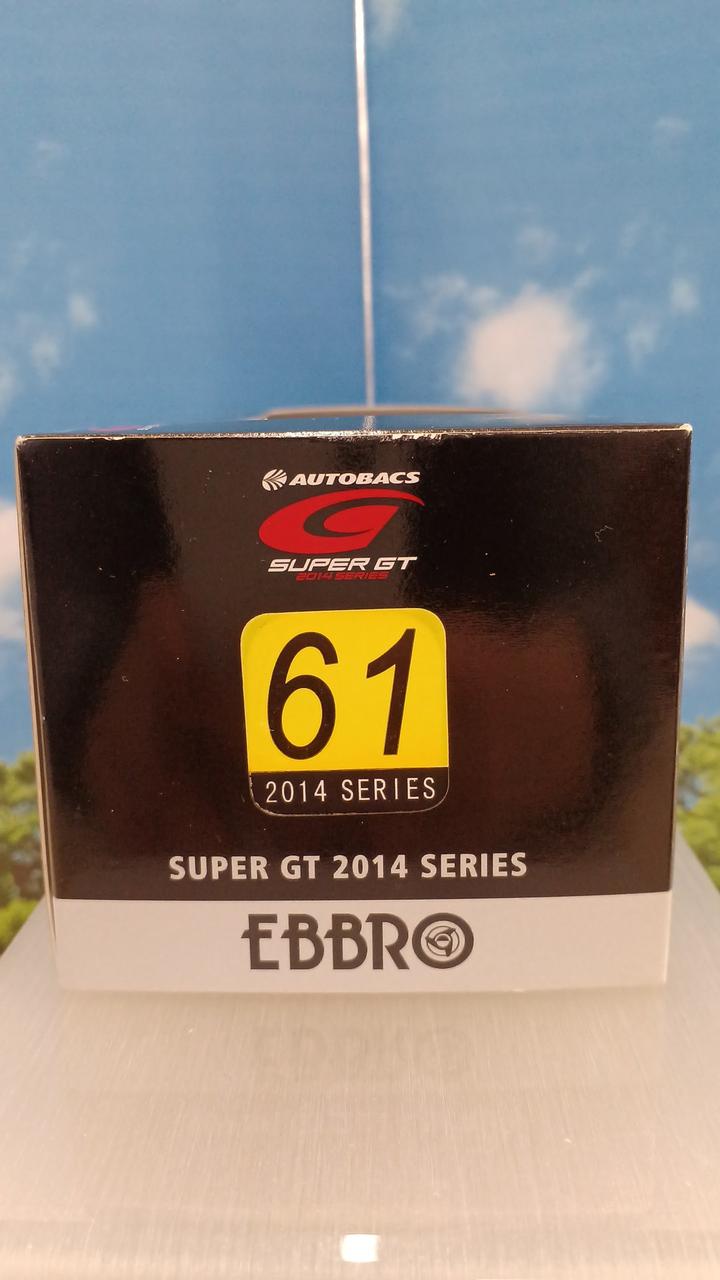 AUTOBACS
SUPER GT
2014 SERIES
61
2014 SERIES
SUPER GT 2014 SERIES
EBBRO